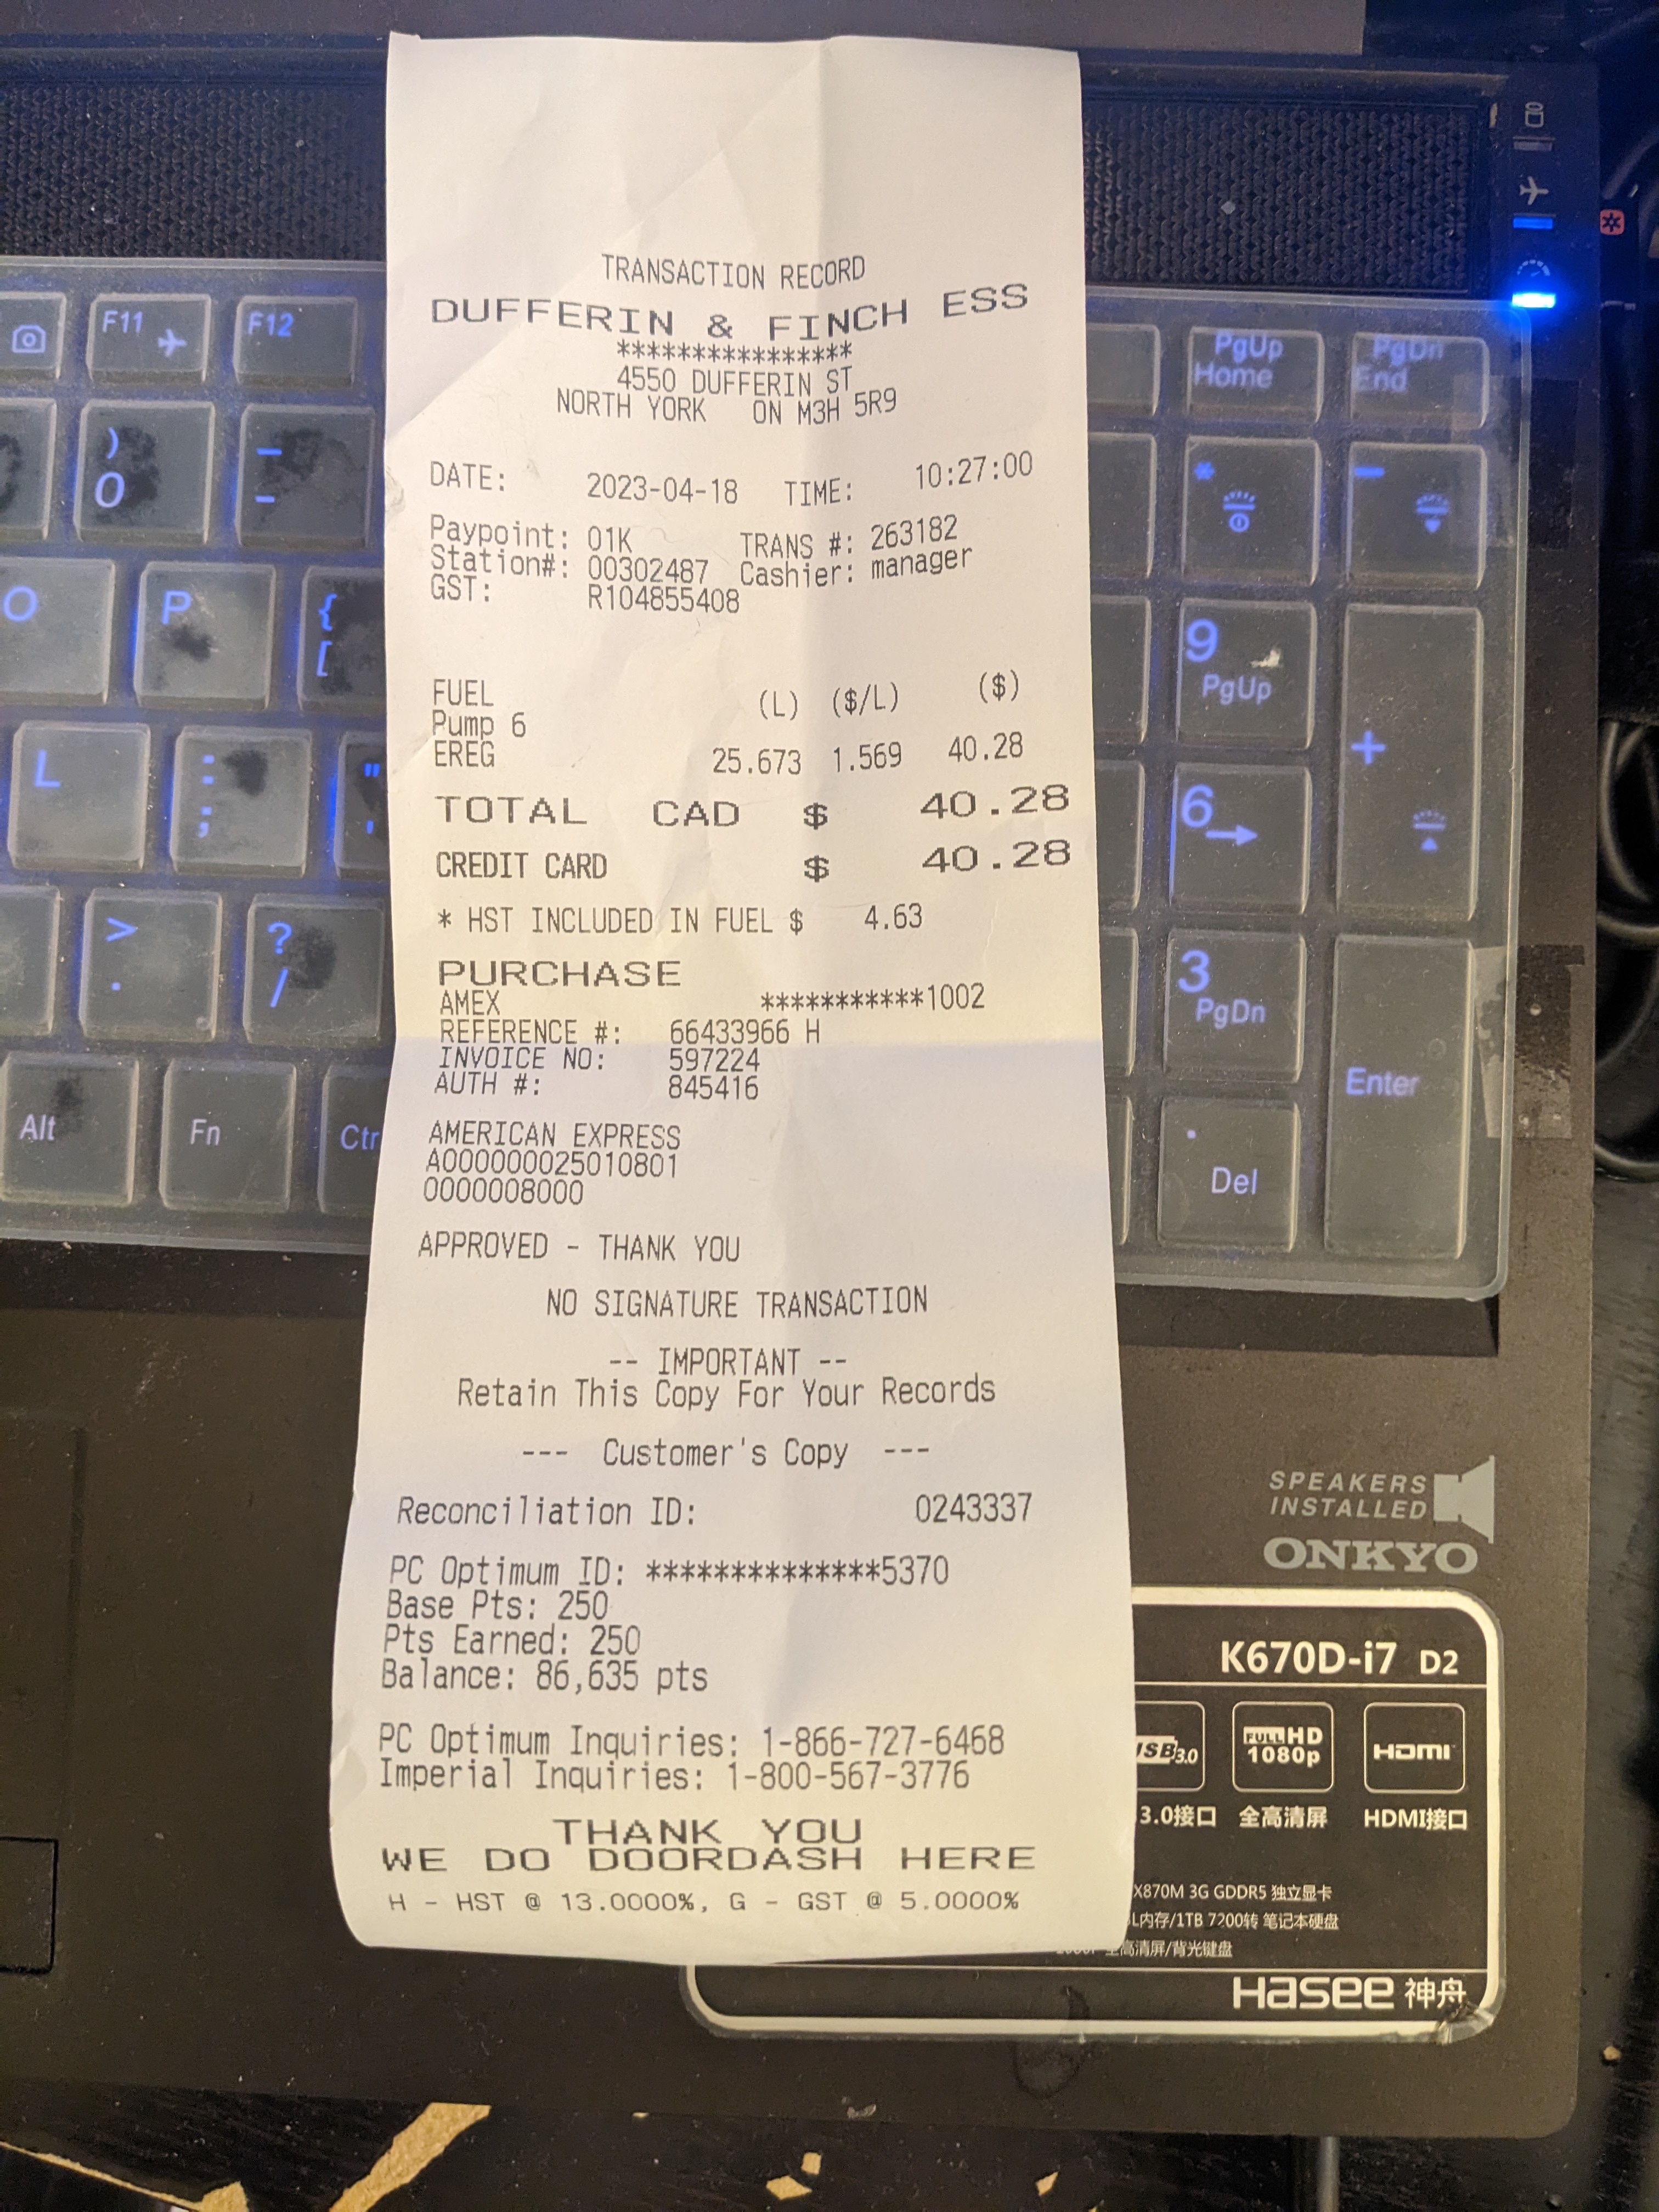 TRANSACTION RECORD
DUFFERIN & FINCH ESS
****************
4550 DUFFERIN ST
NORTH YORK ON M3H 5R9
DATE: 2023-04-18 TIME: 10:27:00
Paypoint: 01K TRANS #: 263182
Station#: 00302487 Cashier: manager
GST: R104855408
FUEL (L) ($/L) ($)
Pump 6
EREG 25.673 1.569 40.28
TOTAL CAD $ 40.28
CREDIT CARD $ 40.28
* HST INCLUDED IN FUEL $ 4.63
PURCHASE
AMEX ***********1002
REFERENCE #: 66433966 H
INVOICE NO: 597224
AUTH #: 845416
AMERICAN EXPRESS
A000000025010801
0000008000
APPROVED - THANK YOU
NO SIGNATURE TRANSACTION
-- IMPORTANT --
Retain This Copy For Your Records
--- Customer's Copy ---
Reconciliation ID: 0243337
PC Optimum ID: **************5370
Base Pts: 250
Pts Earned: 250
Balance: 86,635 pts
PC Optimum Inquiries: 1-866-727-6468
Imperial Inquiries: 1-800-567-3776
THANK YOU
WE DO DOORDASH HERE
H - HST @ 13.0000%, G - GST @ 5.0000%
F11
F12
PgUp
Home
PgDn
End
)
0
_
-
*
-
O
P
{
[
9
PgUp
+
L
:
;
"
'
6
→
>
.
?
/
3
PgDn
Enter
Alt
Fn
Ctr
.
Del
SPEAKERS
INSTALLED
ONKYO
K670D-i7 D2
USB3.0
FULL HD
1080p
HDMI
3.0接口
全高清屏
HDMI接口
X870M 3G GDDR5 独立显卡
L内存/1TB 7200转 笔记本硬盘
全高清屏/背光键盘
Hasee 神舟